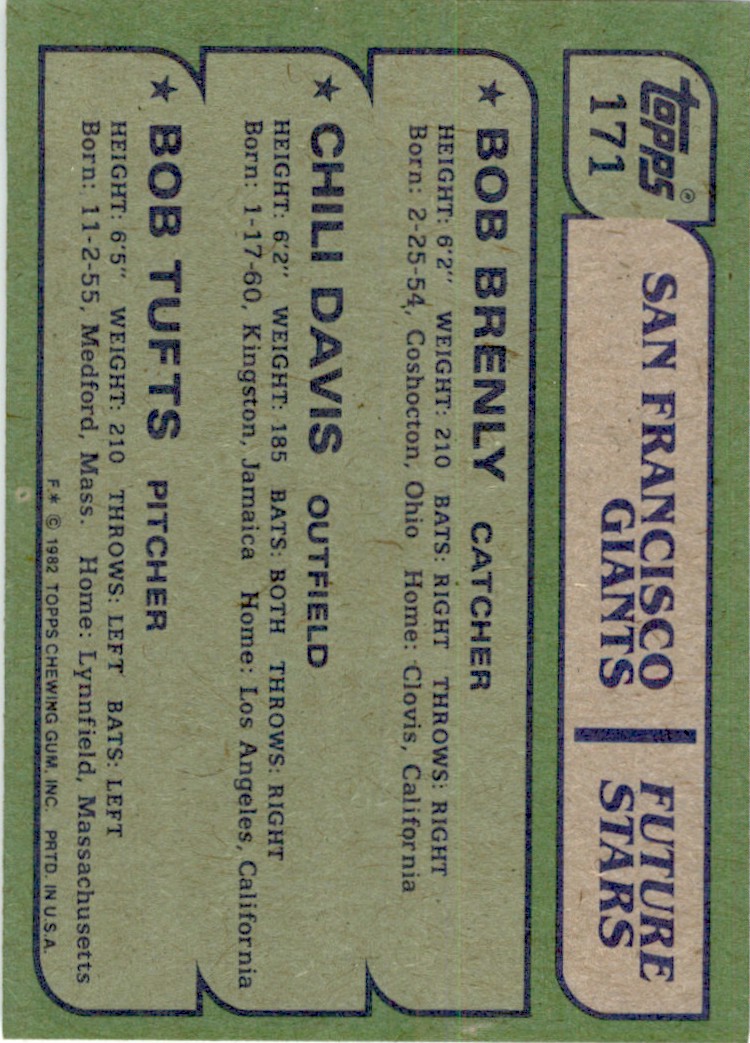 topps®
171
SAN FRANCISCO
GIANTS
FUTURE
STARS
★ BOB BRENLY CATCHER
HEIGHT: 6'2" WEIGHT: 210 BATS: RIGHT THROWS: RIGHT
Born: 2-25-54, Coshocton, Ohio Home: Clovis, California
★ CHILI DAVIS OUTFIELD
HEIGHT: 6'2" WEIGHT: 185 BATS: BOTH THROWS: RIGHT
Born: 1-17-60, Kingston, Jamaica Home: Los Angeles, California
★ BOB TUFTS PITCHER
HEIGHT: 6'5" WEIGHT: 210 THROWS: LEFT BATS: LEFT
Born: 11-2-55, Medford, Mass. Home: Lynnfield, Massachusetts
F.* © 1982 TOPPS CHEWING GUM, INC. PRTD. IN U.S.A.